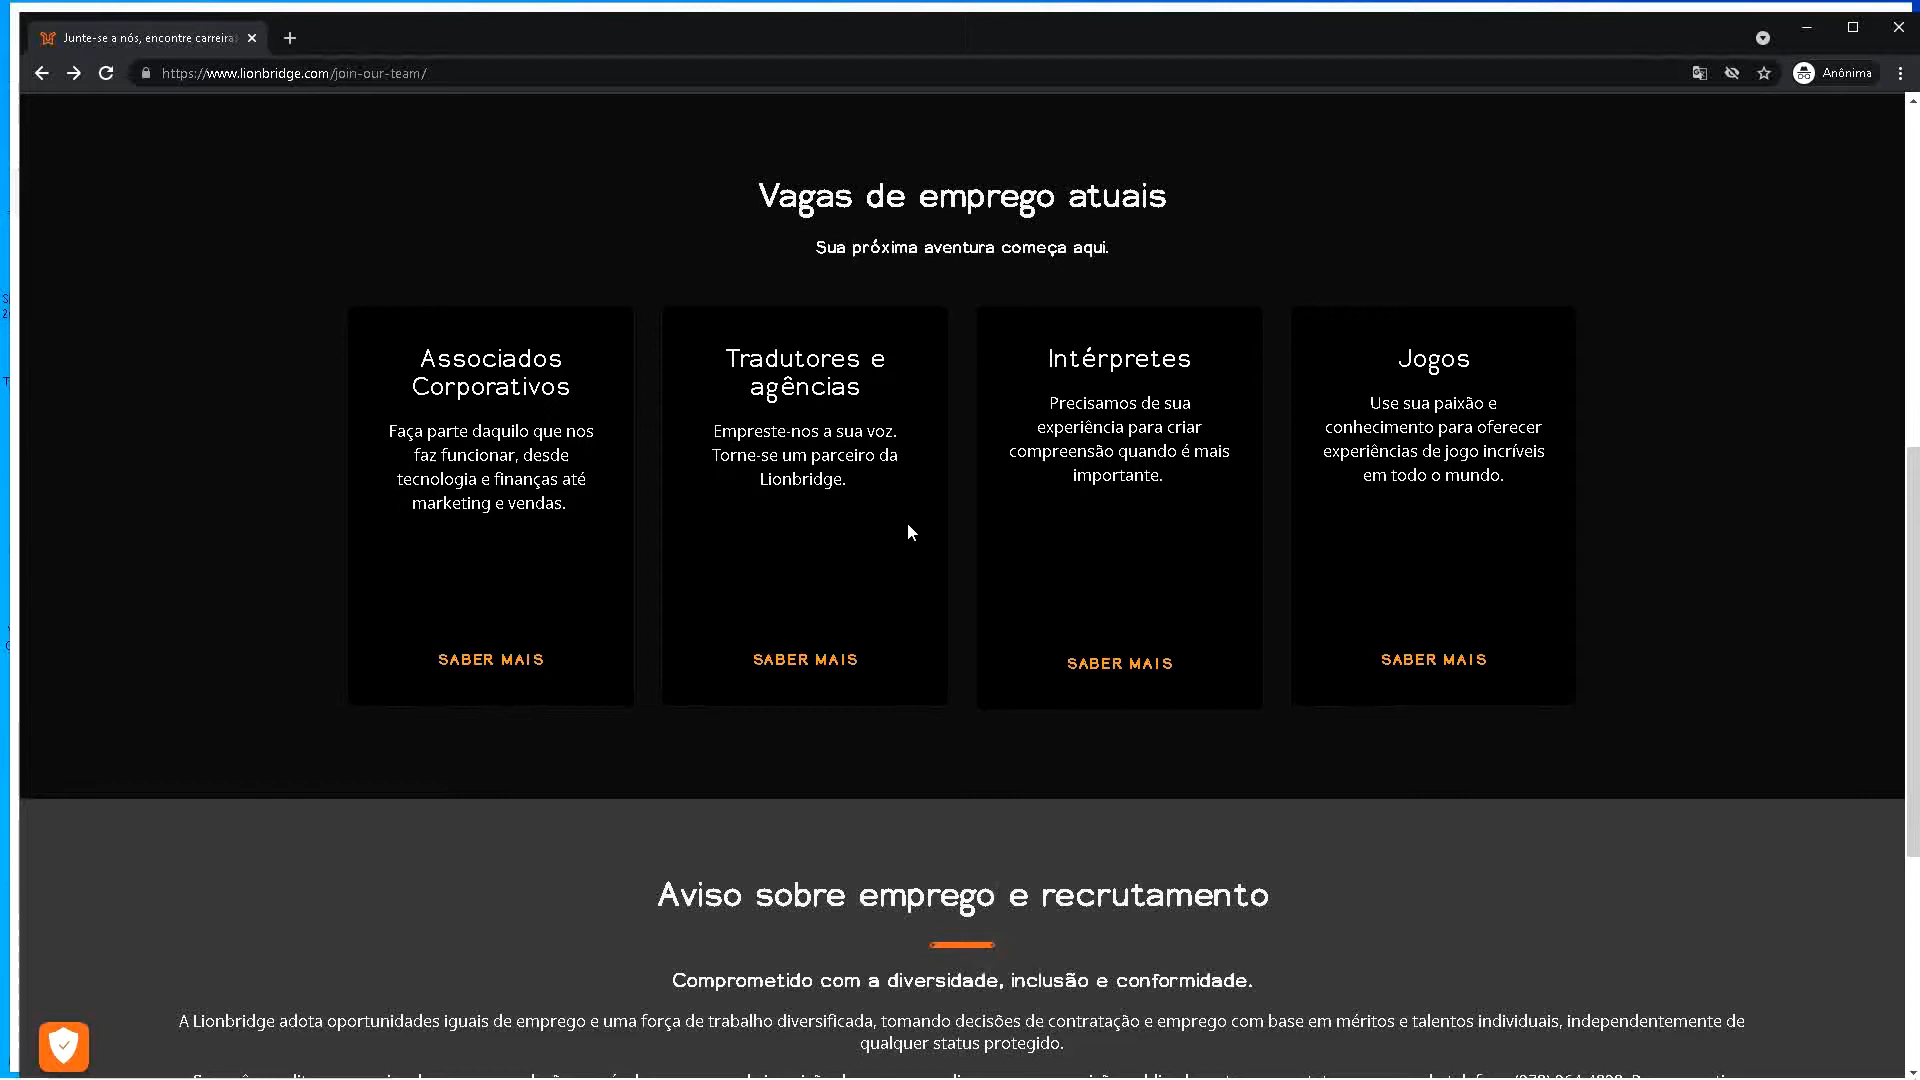 Junte-se a nós, encontre carreira
https://www.lionbridge.com/join-our-team/
Anônima
Vagas de emprego atuais
Sua próxima aventura começa aqui.
Associados
Corporativos
Faça parte daquilo que nos
faz funcionar, desde
tecnologia e finanças até
marketing e vendas.
SABER MAIS
Tradutores e
agências
Empreste-nos a sua voz.
Torne-se um parceiro da
Lionbridge.
SABER MAIS
Intérpretes
Precisamos de sua
experiência para criar
compreensão quando é mais
importante.
SABER MAIS
Jogos
Use sua paixão e
conhecimento para oferecer
experiências de jogo incríveis
em todo o mundo.
SABER MAIS
Aviso sobre emprego e recrutamento
Comprometido com a diversidade, inclusão e conformidade.
A Lionbridge adota oportunidades iguais de emprego e uma força de trabalho diversificada, tomando decisões de contratação e emprego com base em méritos e talentos individuais, independentemente de
qualquer status protegido.